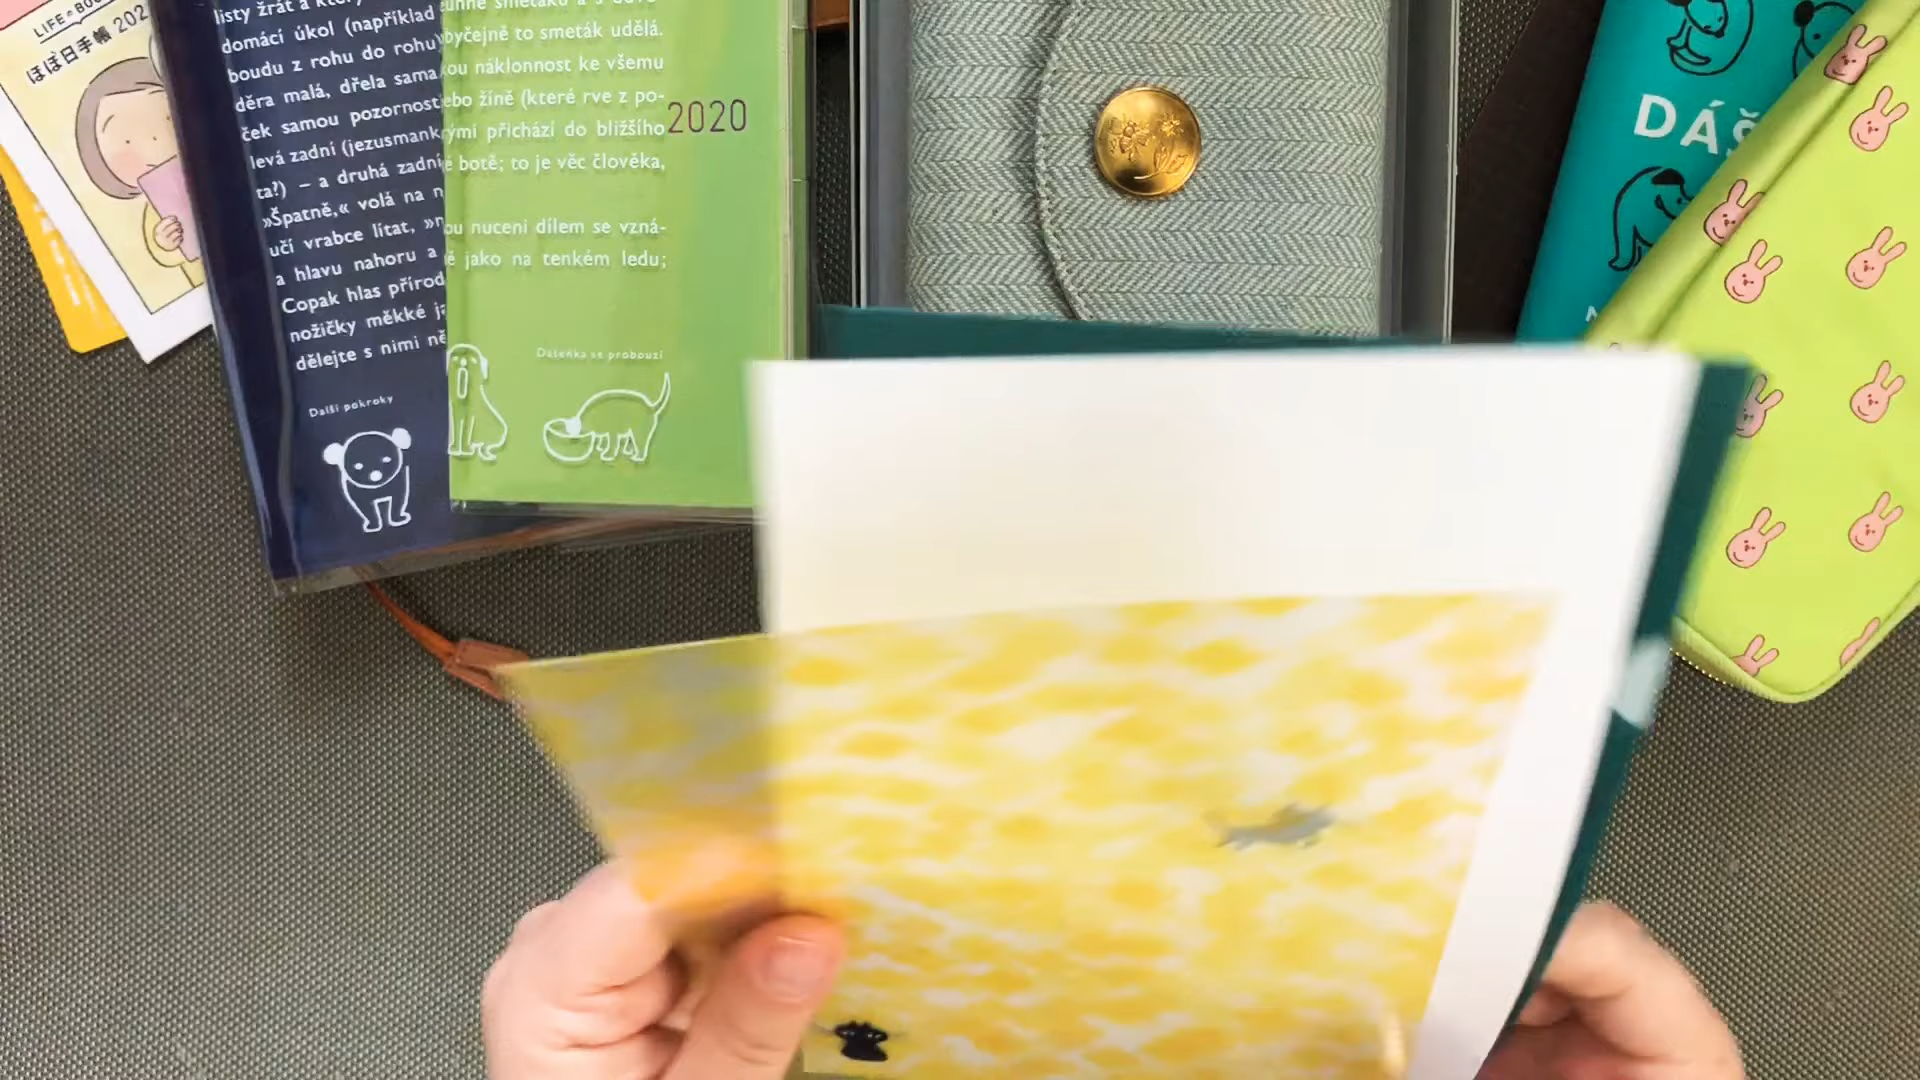 LIFE
ほぼ日手帳 202
listy žrát a
domácí úkol (například
boudu z rohu do rohu
děra malá, dřela sama
ček samou pozornost
levá zadní (jezusmank
ta?) – a druhá zadní
»Špatně,« volá na n
učí vrabce lítat, »n
a hlavu nahoru a
Copak hlas přírod
nožičky měkké
dělejte s nimi ně
Další pokroky
byčejně to smeták udělá.
ou náklonnost ke všemu
ebo žíně (které rve z po-
ými přichází do bližšího
é botě; to je věc člověka,
ou nuceni dílem se vzná-
ě jako na tenkém ledu;
Dášeňka se probouzí
2020
DÁŠ